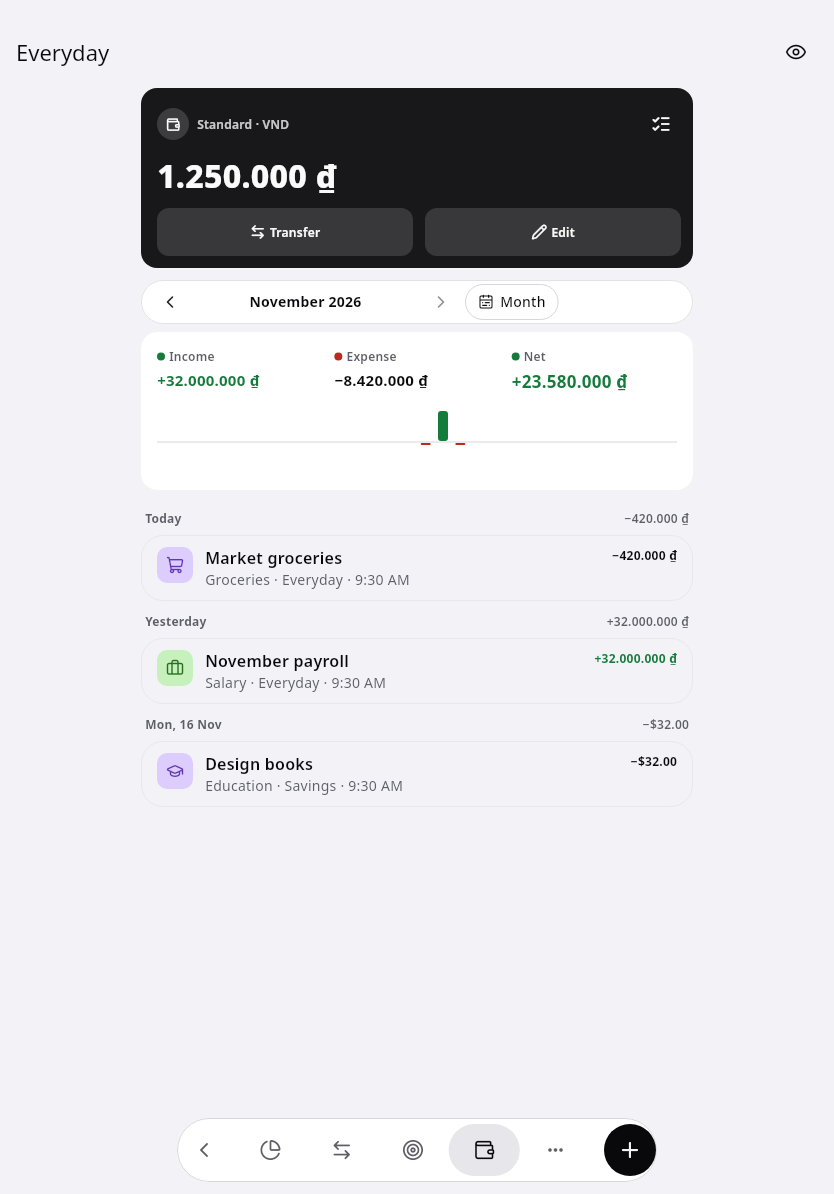 Everyday
Standard · VND
1.250.000 ₫
Transfer
Edit
November 2026
Month
Income
Expense
Net
+32.000.000 ₫
−8.420.000 ₫
+23.580.000 ₫
Today
−420.000 ₫
Market groceries
−420.000 ₫
Groceries · Everyday · 9:30 AM
Yesterday
+32.000.000 ₫
November payroll
+32.000.000 ₫
Salary · Everyday · 9:30 AM
Mon, 16 Nov
−$32.00
Design books
−$32.00
Education · Savings · 9:30 AM